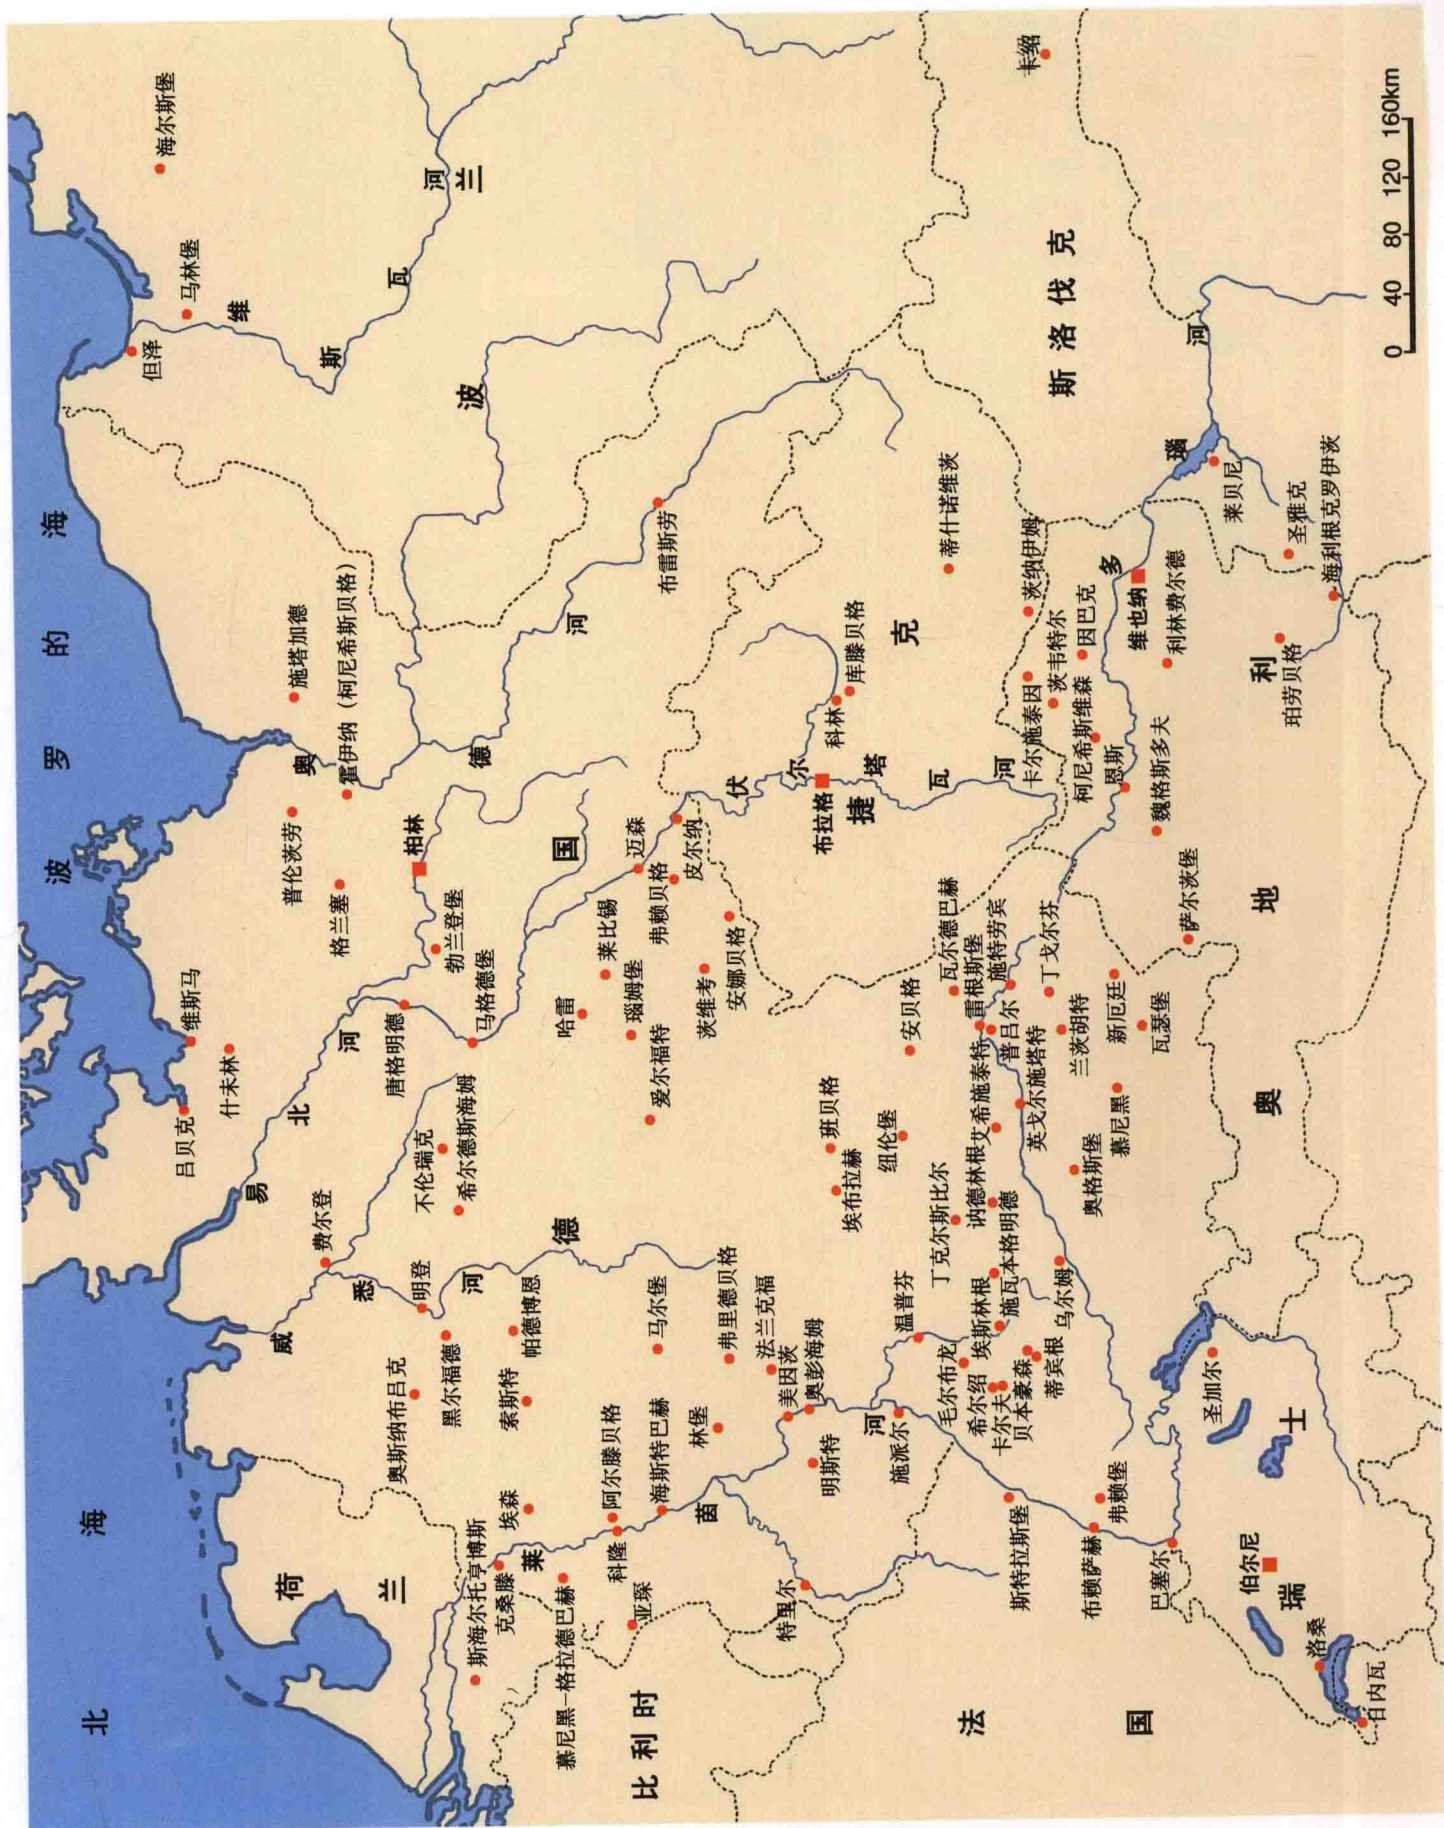 北海
波罗的海
荷兰
比利时
法国
德国
波兰
捷克
斯洛伐克
奥地利
瑞士
威悉河
易北河
奥德河
维斯瓦河
莱茵河
伏尔塔瓦河
多瑙河
海尔斯堡
马林堡
但泽
施塔加德
霍伊纳（柯尼希斯贝格）
普伦茨劳
格兰塞
柏林
勃兰登堡
维斯马
什未林
吕贝克
唐格明德
马格德堡
不伦瑞克
希尔德斯海姆
费尔登
明登
黑尔福德
奥斯纳布吕克
帕德博恩
索斯特
埃森
斯海尔托亨博斯
克桑滕
慕尼黑-格拉德巴赫
科隆
亚琛
阿尔滕贝格
海斯特巴赫
林堡
马尔堡
弗里德贝格
法兰克福
美因茨
奥彭海姆
明斯特
特里尔
布雷斯劳
迈森
弗赖贝格
皮尔纳
莱比锡
哈雷
瑙姆堡
爱尔福特
茨维考
安娜贝格
布拉格
科林
库滕贝格
蒂什诺维茨
茨纳伊姆
卡绍
班贝格
埃布拉赫
纽伦堡
安贝格
瓦尔德巴赫
雷根斯堡
施特劳宾
普吕尔
艾希施泰特
讷德林根
丁克尔斯比尔
英戈尔施塔特
丁戈尔芬
兰茨胡特
新厄廷
瓦瑟堡
慕尼黑
奥格斯堡
施瓦本格明德
乌尔姆
埃斯林根
温普芬
毛尔布龙
希尔绍
卡尔夫
贝本豪森
蒂宾根
施派尔
斯特拉斯堡
弗赖堡
布赖萨赫
巴塞尔
圣加尔
伯尔尼
洛桑
日内瓦
卡尔施泰因
茨韦特尔
因巴克
柯尼希斯维森
恩斯
维也纳
利林费尔德
魏格斯多夫
萨尔茨堡
莱贝尼
圣雅克
海利根克罗伊茨
珀劳贝格
0 40 80 120 160km